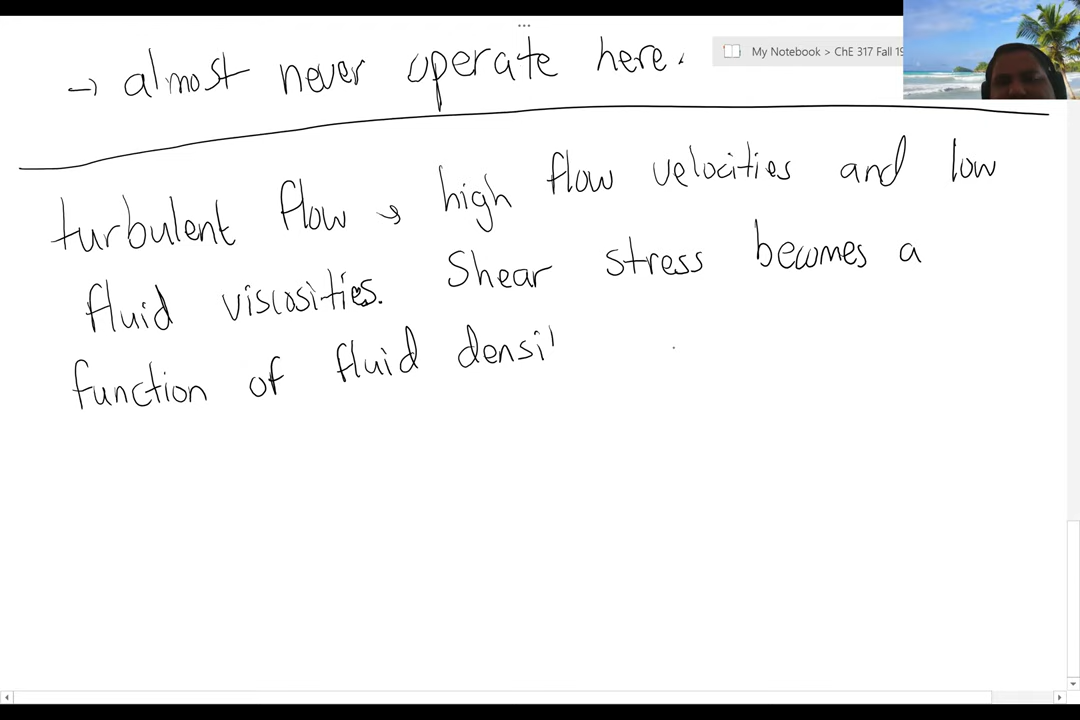 ...
My Notebook > ChE 317 Fall 19
→ almost never operate here.
turbulent flow → high flow velocities and low
fluid viscosities. Shear stress becomes a
function of fluid densi